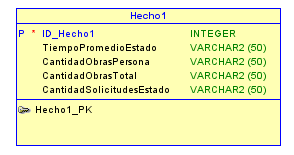 Hecho1
P * ID_Hecho1 INTEGER
TiempoPromedioEstado VARCHAR2 (50)
CantidadObrasPersona VARCHAR2 (50)
CantidadObrasTotal VARCHAR2 (50)
CantidadSolicitudesEstado VARCHAR2 (50)
Hecho1_PK